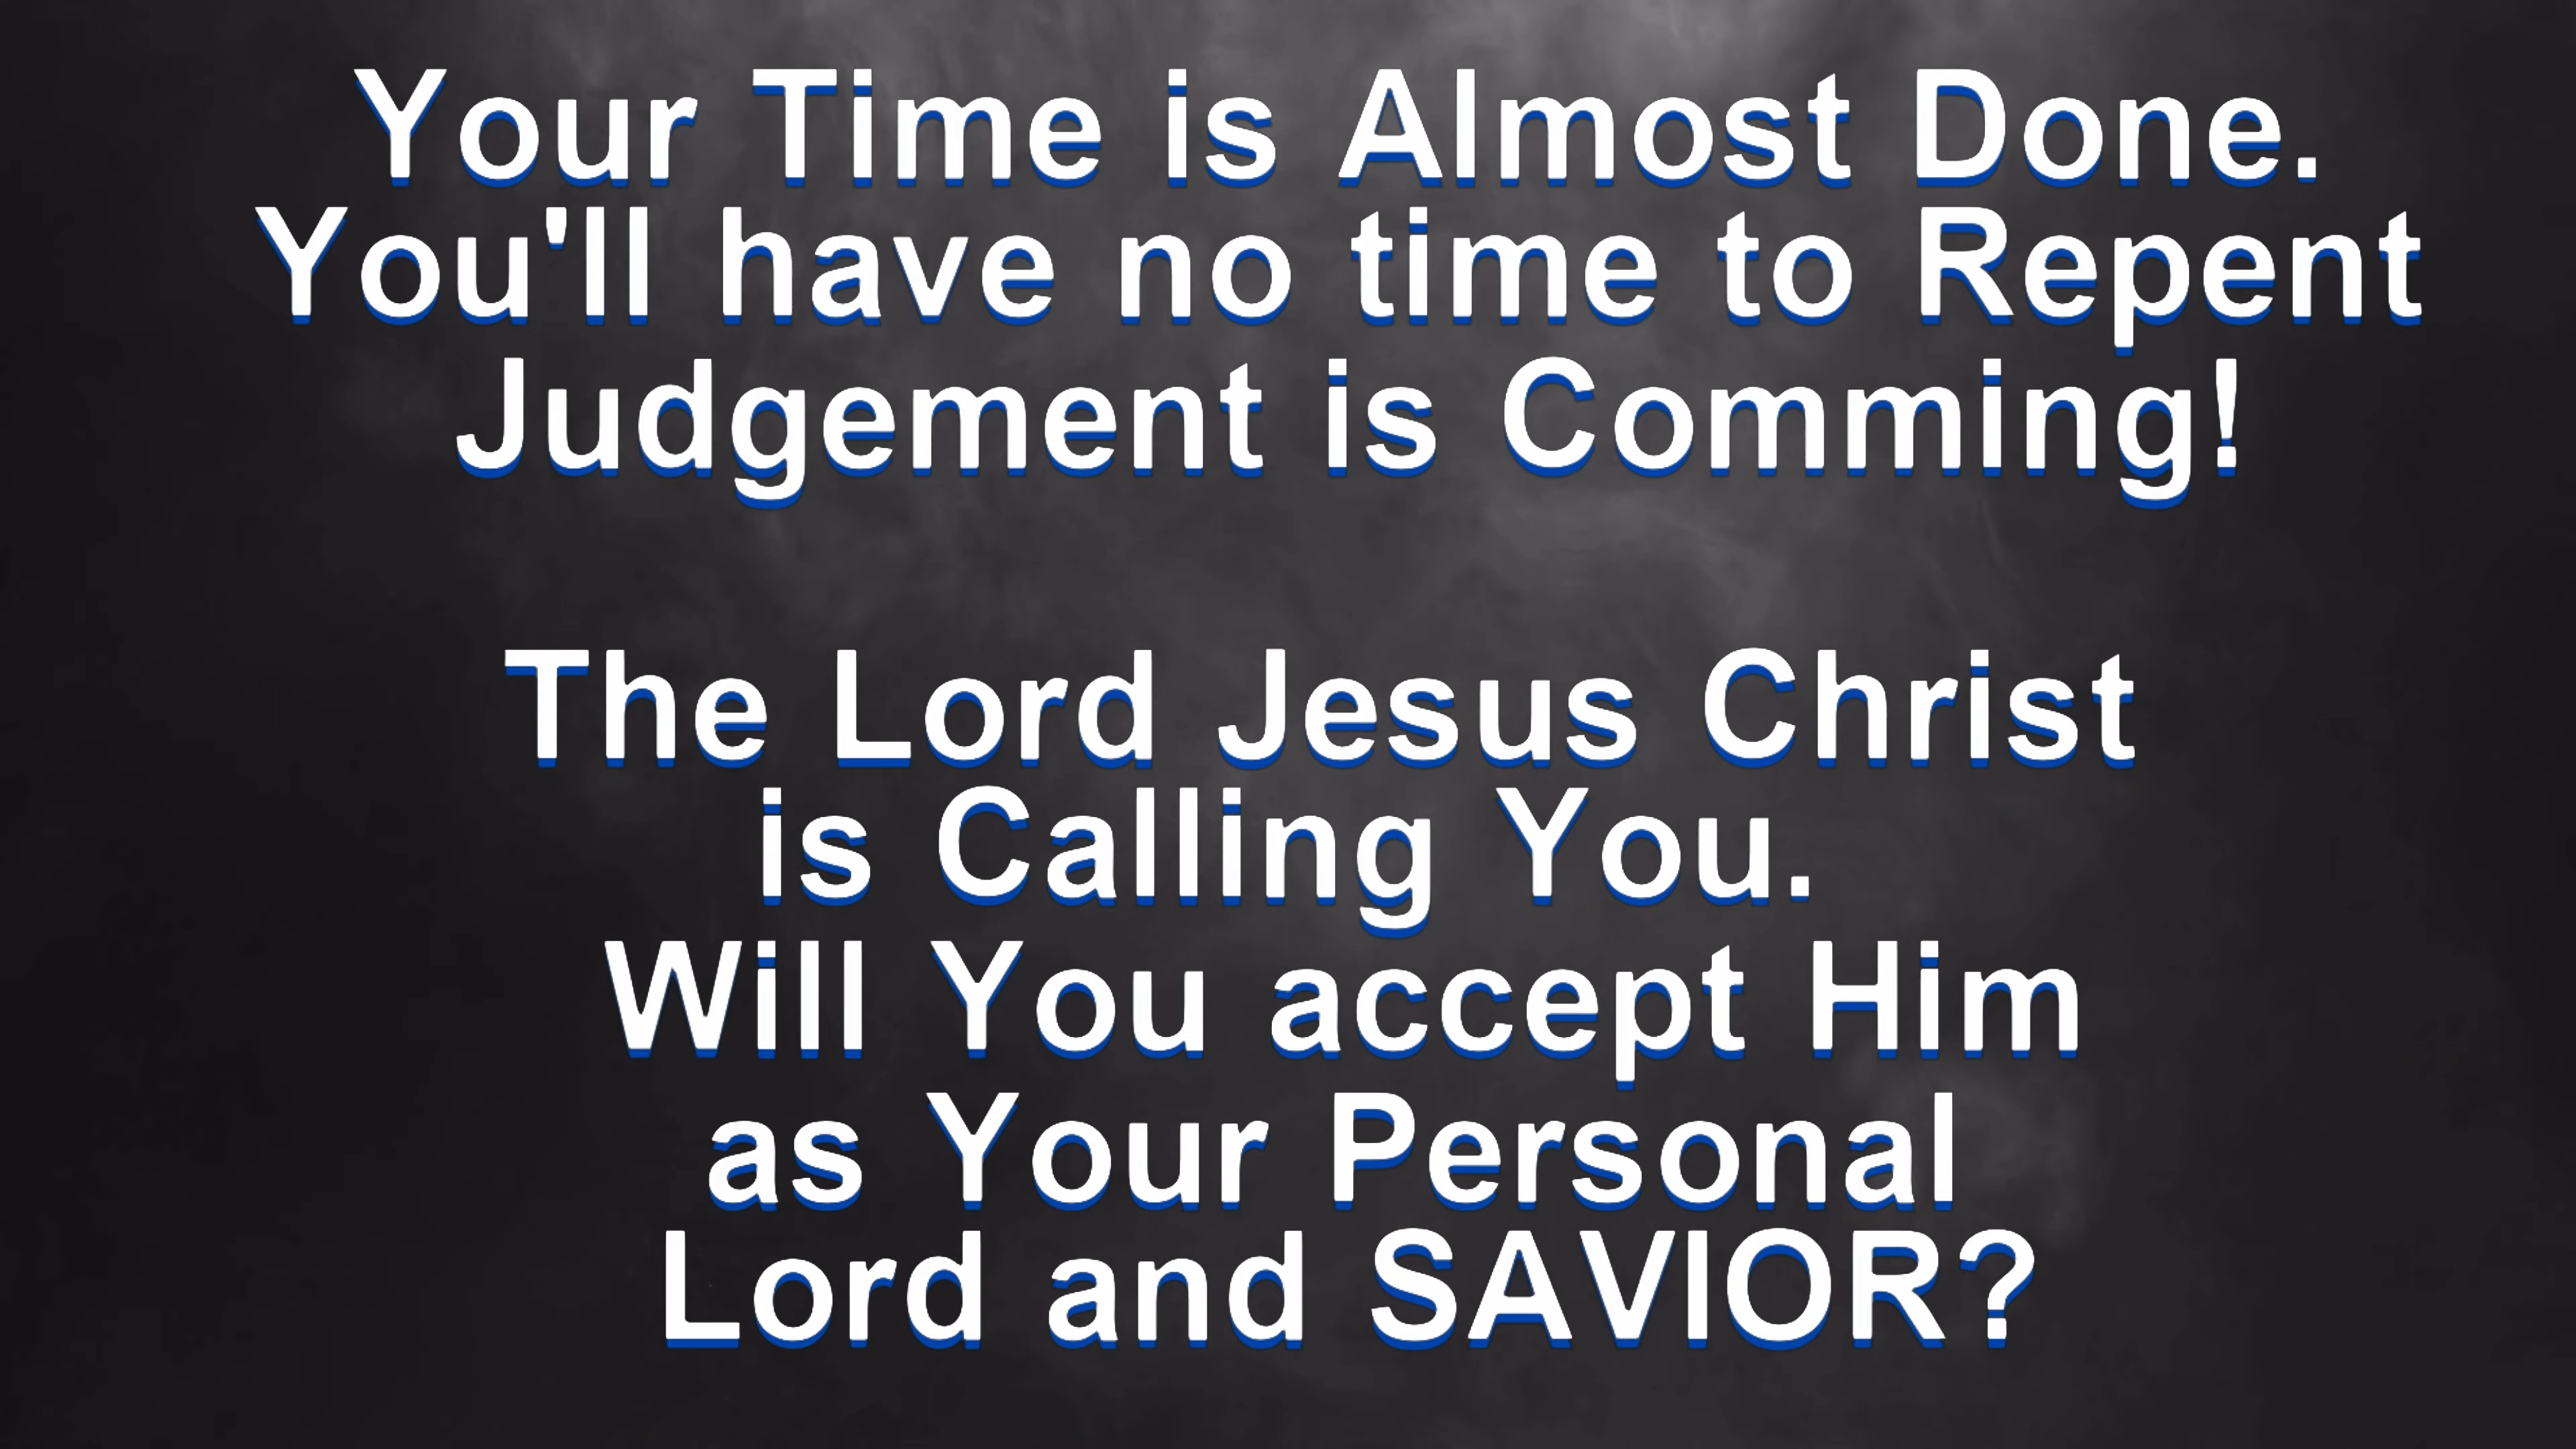 Your Time is Almost Done.
You'll have no time to Repent
Judgement is Comming!
The Lord Jesus Christ
is Calling You.
Will You accept Him
as Your Personal
Lord and SAVIOR?